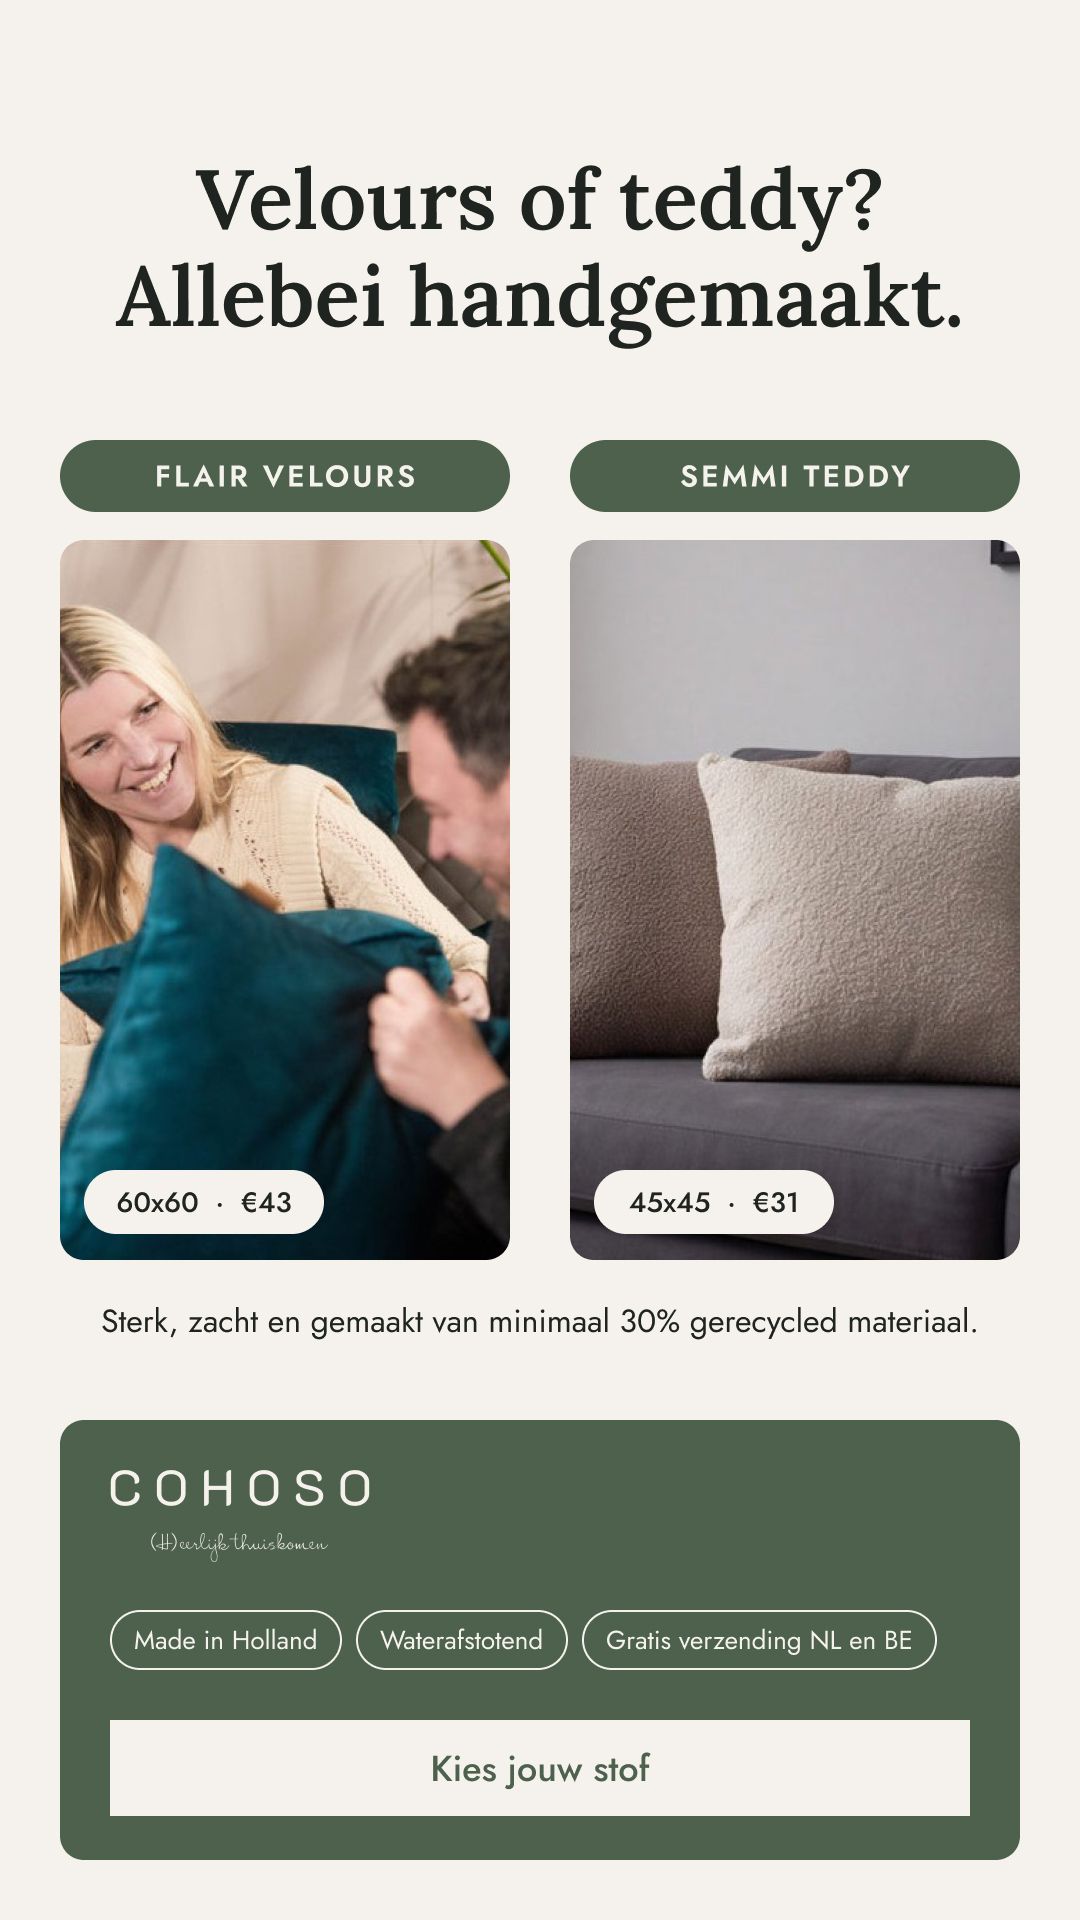 Velours of teddy?
Allebei handgemaakt.
FLAIR VELOURS
SEMMI TEDDY
60x60 · €43
45x45 · €31
Sterk, zacht en gemaakt van minimaal 30% gerecycled materiaal.
COHOSO
(H)eerlijk thuiskomen
Made in Holland
Waterafstotend
Gratis verzending NL en BE
Kies jouw stof